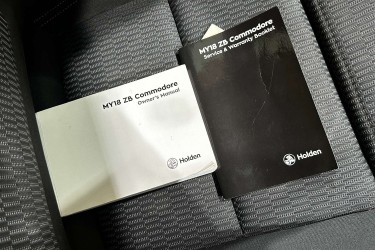 MY18 ZB Commodore
Owner's Manual
Holden
MY18 ZB Commodore
Service & Warranty Booklet
Holden